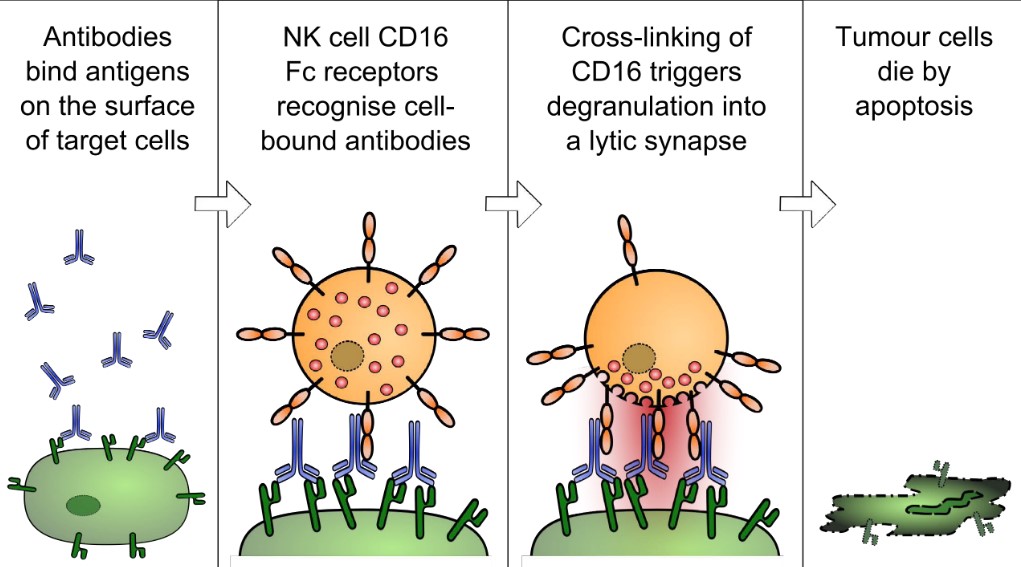 Antibodies
bind antigens
on the surface
of target cells
NK cell CD16
Fc receptors
recognise cell-
bound antibodies
Cross-linking of
CD16 triggers
degranulation into
a lytic synapse
Tumour cells
die by
apoptosis